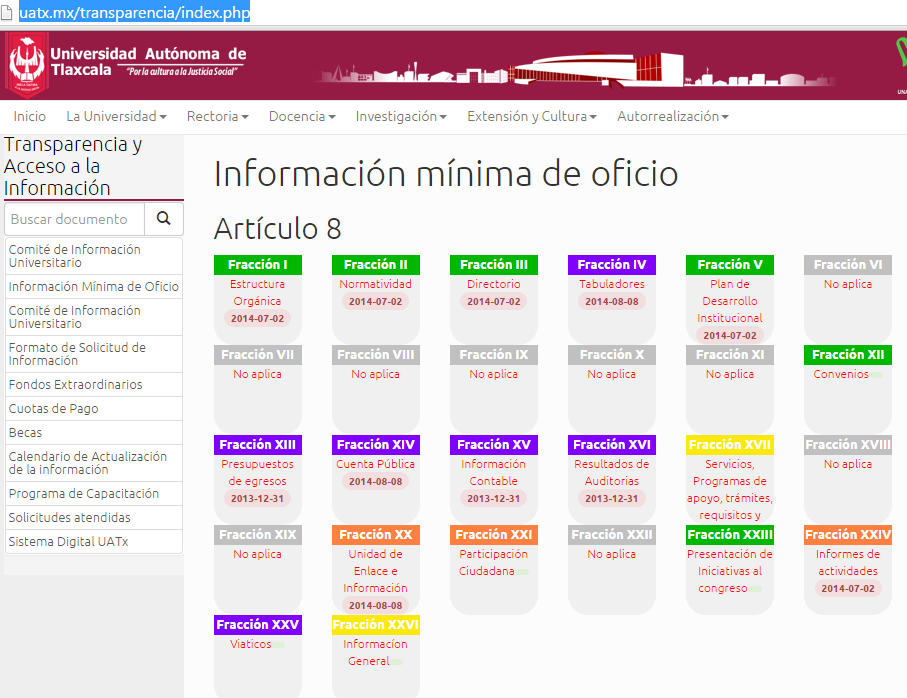 uatx.mx/transparencia/index.php
Universidad Autónoma de
Tlaxcala "Por la cultura a la Justicia Social"
Inicio La Universidad Rectoria Docencia Investigación Extensión y Cultura Autorrealización
Transparencia y
Acceso a la
Información
Buscar documento
Comité de Información
Universitario
Información Mínima de Oficio
Comité de Información
Universitario
Formato de Solicitud de
Información
Fondos Extraordinarios
Cuotas de Pago
Becas
Calendario de Actualización
de la información
Programa de Capacitación
Solicitudes atendidas
Sistema Digital UATx
Información mínima de oficio
Artículo 8
Fracción I
Estructura
Orgánica
2014-07-02
Fracción II
Normatividad
2014-07-02
Fracción III
Directorio
2014-07-02
Fracción IV
Tabuladores
2014-08-08
Fracción V
Plan de
Desarrollo
Institucional
2014-07-02
Fracción VI
No aplica
Fracción VII
No aplica
Fracción VIII
No aplica
Fracción IX
No aplica
Fracción X
No aplica
Fracción XI
No aplica
Fracción XII
Convenios
Fracción XIII
Presupuestos
de egresos
2013-12-31
Fracción XIV
Cuenta Pública
2014-08-08
Fracción XV
Información
Contable
2013-12-31
Fracción XVI
Resultados de
Auditorias
2013-12-31
Fracción XVII
Servicios,
Programas de
apoyo, trámites,
requisitos y
Fracción XVIII
No aplica
Fracción XIX
No aplica
Fracción XX
Unidad de
Enlace e
Información
2014-08-08
Fracción XXI
Participación
Ciudadana
Fracción XXII
No aplica
Fracción XXIII
Presentación de
Iniciativas al
congreso
Fracción XXIV
Informes de
actividades
2014-07-02
Fracción XXV
Viaticos
Fracción XXVI
Informacíon
General